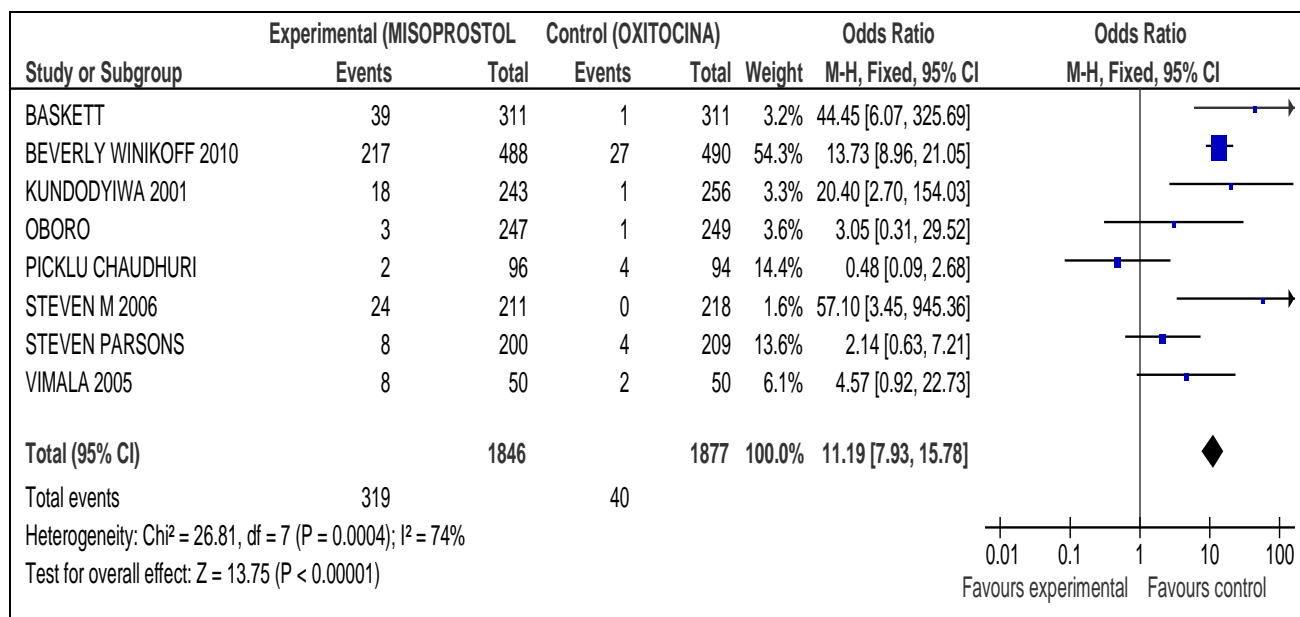 Experimental (MISOPROSTOL Control (OXITOCINA) Odds Ratio Odds Ratio
Study or Subgroup Events Total Events Total Weight M-H, Fixed, 95% CI M-H, Fixed, 95% CI
BASKETT 39 311 1 311 3.2% 44.45 [6.07, 325.69]
BEVERLY WINIKOFF 2010 217 488 27 490 54.3% 13.73 [8.96, 21.05]
KUNDODYIWA 2001 18 243 1 256 3.3% 20.40 [2.70, 154.03]
OBORO 3 247 1 249 3.6% 3.05 [0.31, 29.52]
PICKLU CHAUDHURI 2 96 4 94 14.4% 0.48 [0.09, 2.68]
STEVEN M 2006 24 211 0 218 1.6% 57.10 [3.45, 945.36]
STEVEN PARSONS 8 200 4 209 13.6% 2.14 [0.63, 7.21]
VIMALA 2005 8 50 2 50 6.1% 4.57 [0.92, 22.73]
Total (95% CI) 1846 1877 100.0% 11.19 [7.93, 15.78]
Total events 319 40
Heterogeneity: Chi² = 26.81, df = 7 (P = 0.0004); I² = 74%
Test for overall effect: Z = 13.75 (P < 0.00001)
0.01 0.1 1 10 100
Favours experimental Favours control